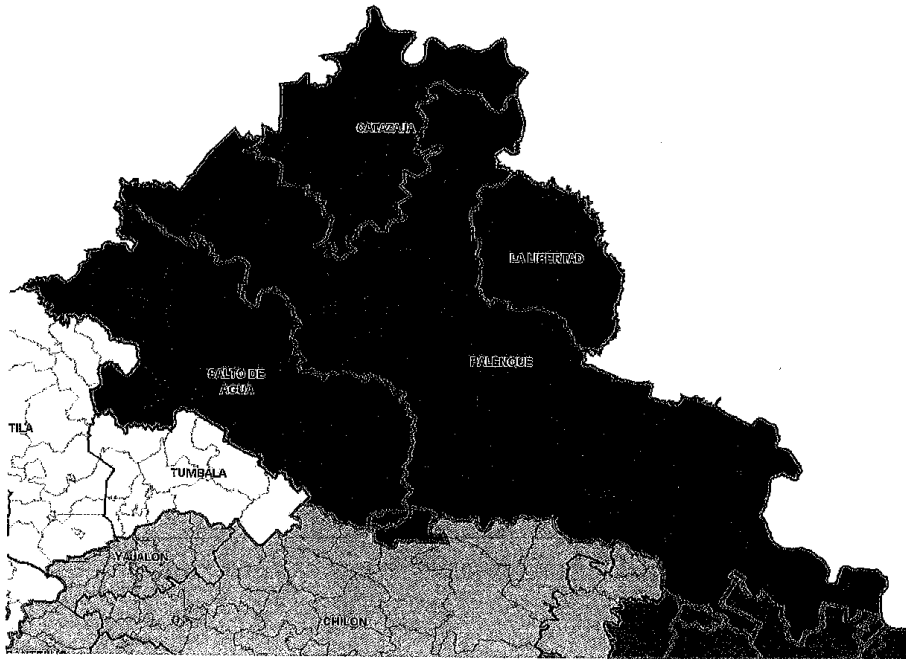 CATAZAJA
LA LIBERTAD
PALENQUE
SALTO DE
AGUA
TILA
TUMBALA
YAJALON
CHILON